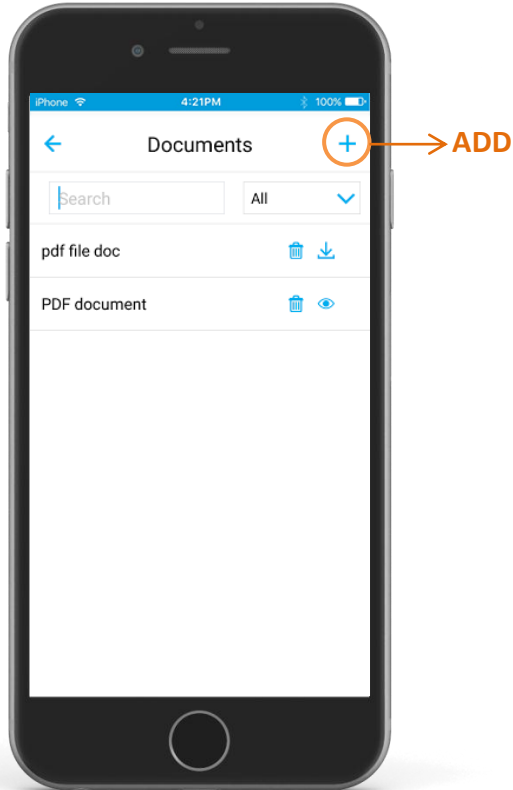 iPhone 4:21PM 100%
Documents
ADD
Search All
pdf file doc
PDF document